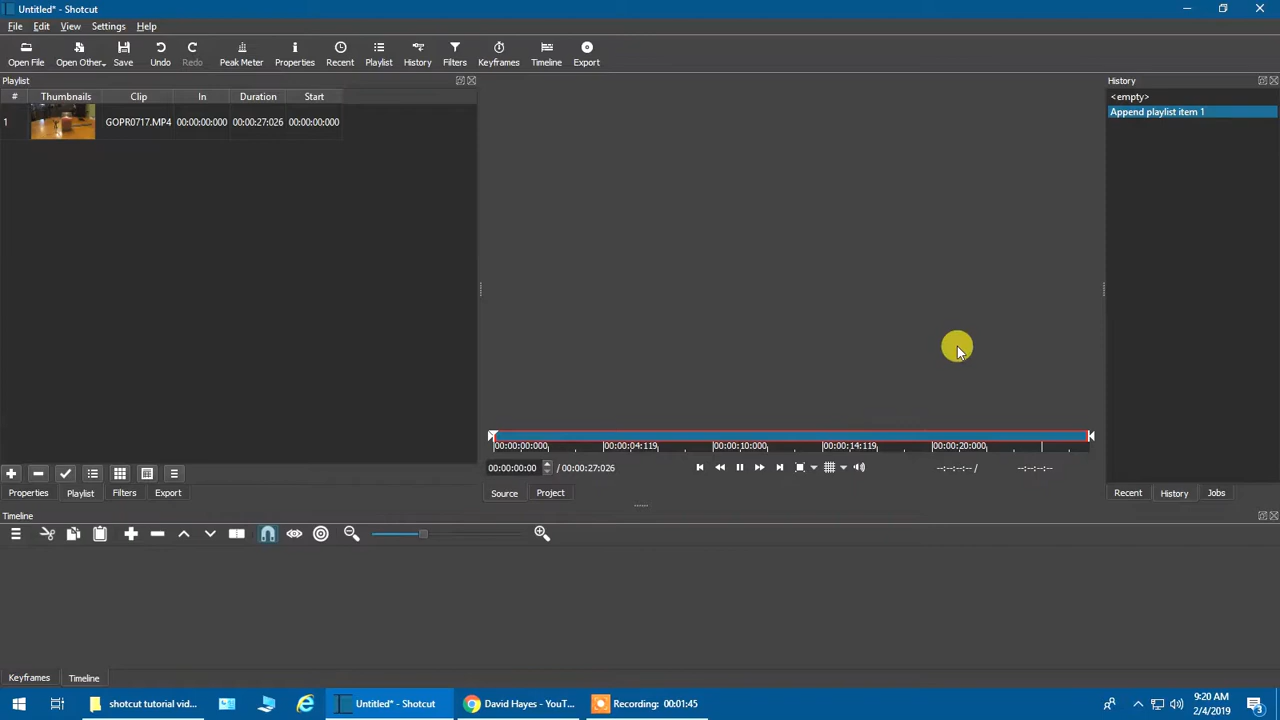 Untitled* - Shotcut
File Edit View Settings Help
Open File Open Other... Save Undo Redo Peak Meter Properties Recent Playlist History Filters Keyframes Timeline Export
Playlist
# Thumbnails Clip In Duration Start
1 GOPR0717.MP4 00:00:00:000 00:00:27:026 00:00:00:000
History
<empty>
Append playlist item 1
00:00:00:000 00:00:04:119 00:00:10:000 00:00:14:119 00:00:20:000
00:00:00:00 / 00:00:27:026 --:--:--:-- / --:--:--:--
Properties Playlist Filters Export
Source Project
Recent History Jobs
Timeline
Keyframes Timeline
shotcut tutorial vid... Untitled* - Shotcut David Hayes - YouT... Recording: 00:01:45
9:20 AM
2/4/2019
3